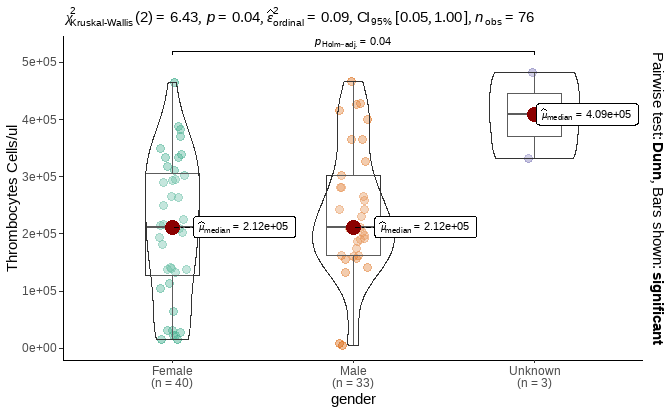 χ²Kruskal-Wallis(2) = 6.43, p = 0.04, ε̂²ordinal = 0.09, CI95% [0.05, 1.00], nobs = 76
pHolm-adj. = 0.04
5e+05
4e+05
3e+05
2e+05
1e+05
0e+00
Thrombocytes Cells/ul
μ̂median = 2.12e+05
μ̂median = 2.12e+05
μ̂median = 4.09e+05
Pairwise test: Dunn, Bars shown: significant
Female
(n = 40)
Male
(n = 33)
Unknown
(n = 3)
gender